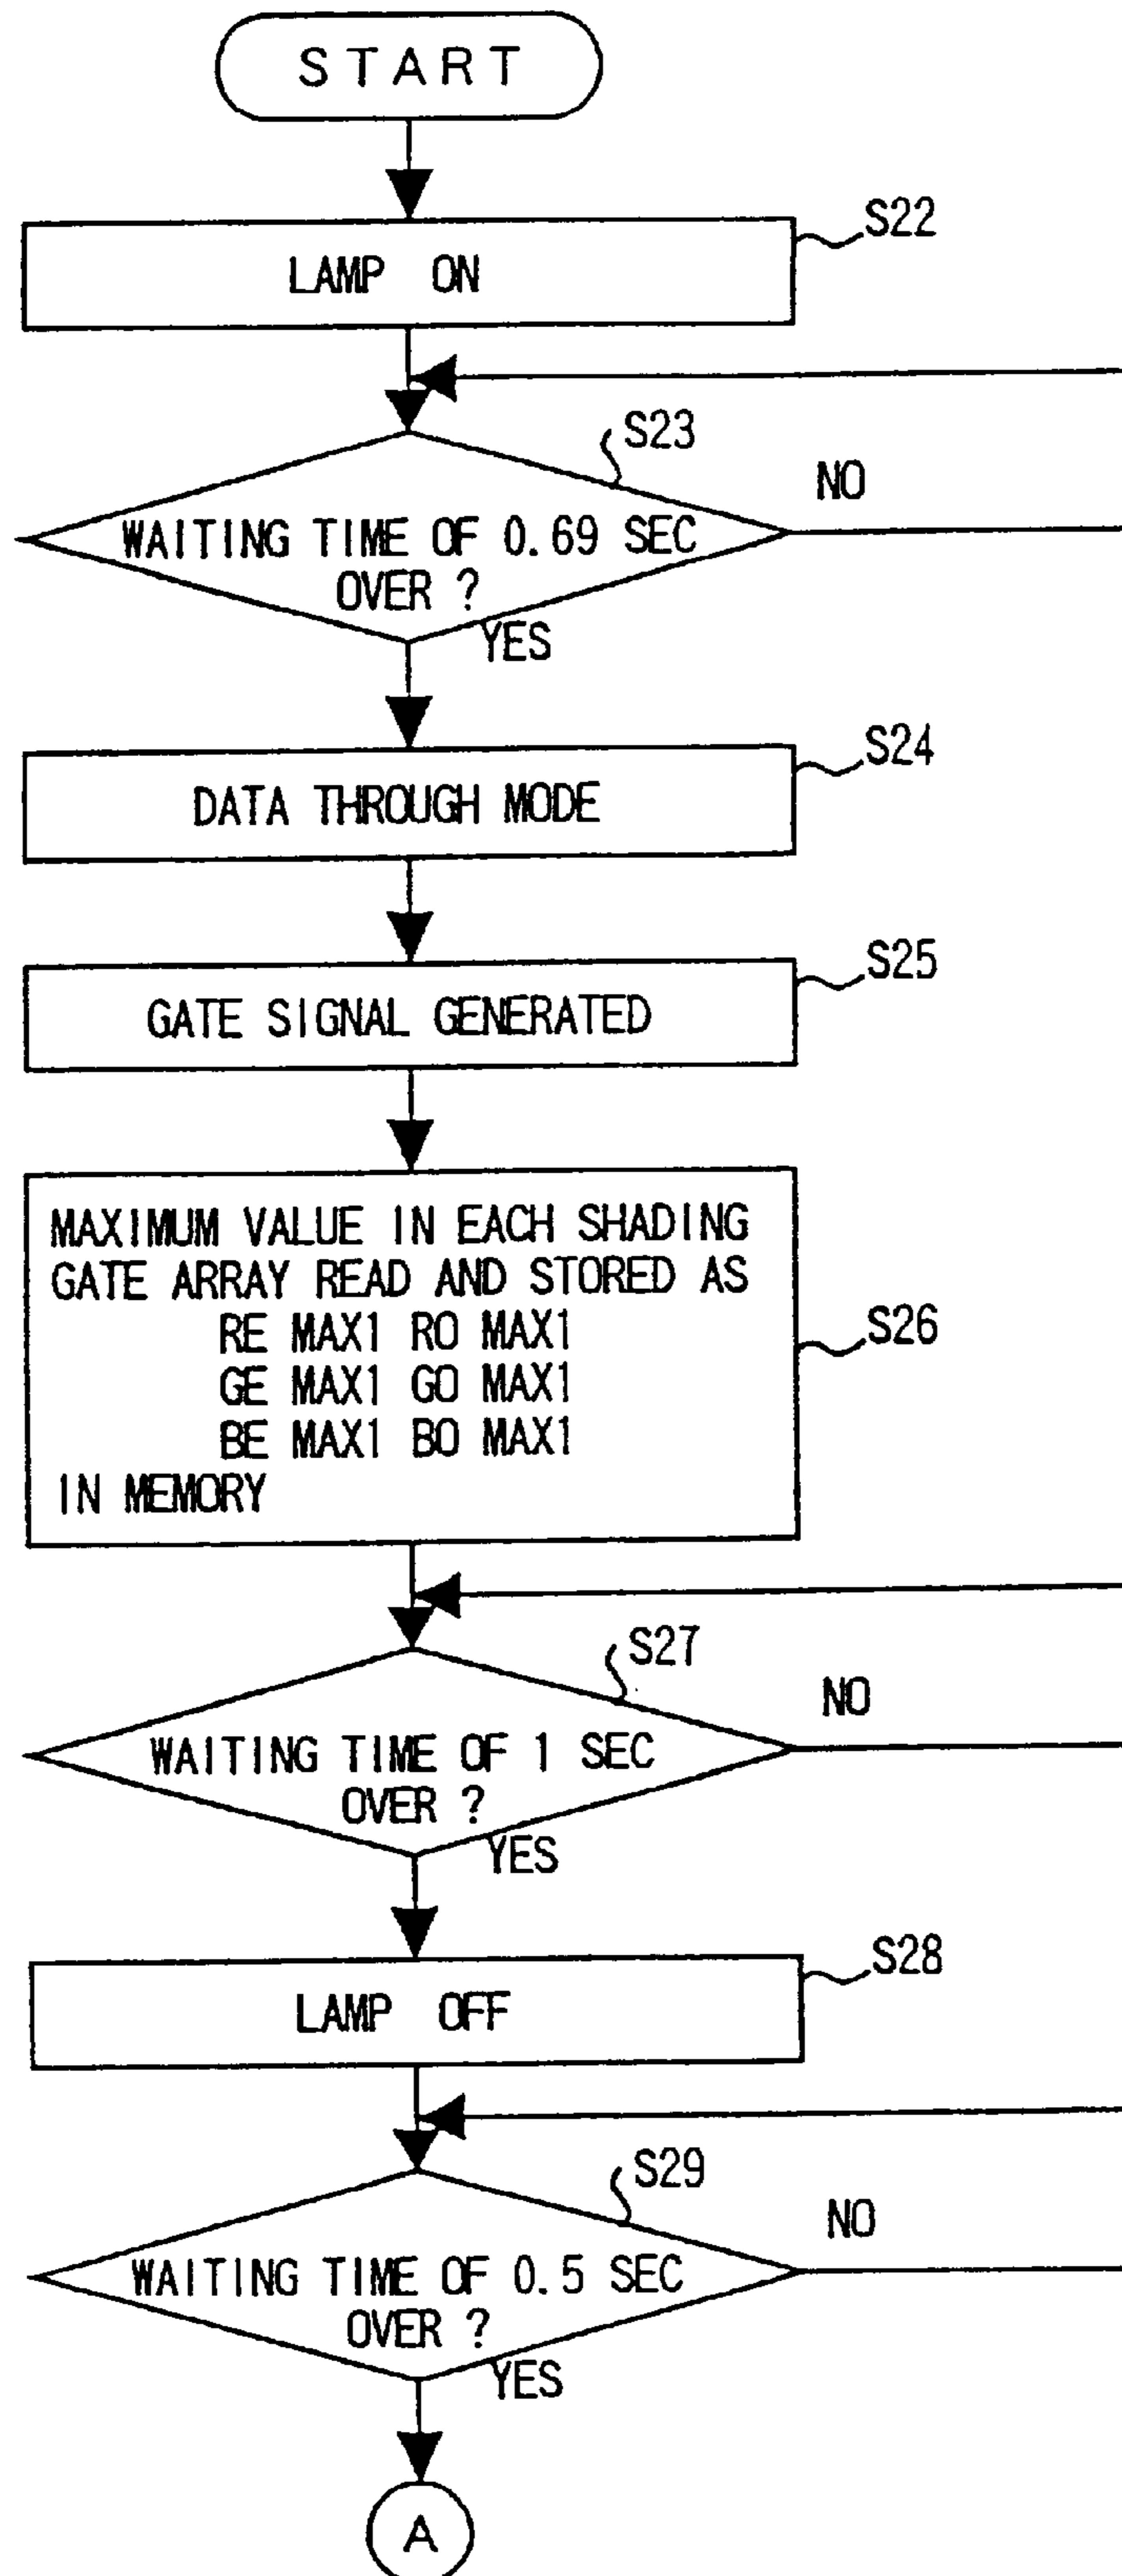 START
S22
LAMP ON
S23
NO
WAITING TIME OF 0.69 SEC
OVER ?
YES
S24
DATA THROUGH MODE
S25
GATE SIGNAL GENERATED
MAXIMUM VALUE IN EACH SHADING
GATE ARRAY READ AND STORED AS
RE MAX1 RO MAX1
S26
GE MAX1 GO MAX1
BE MAX1 BO MAX1
IN MEMORY
S27
NO
WAITING TIME OF 1 SEC
OVER ?
YES
S28
LAMP OFF
S29
NO
WAITING TIME OF 0.5 SEC
OVER ?
YES
A